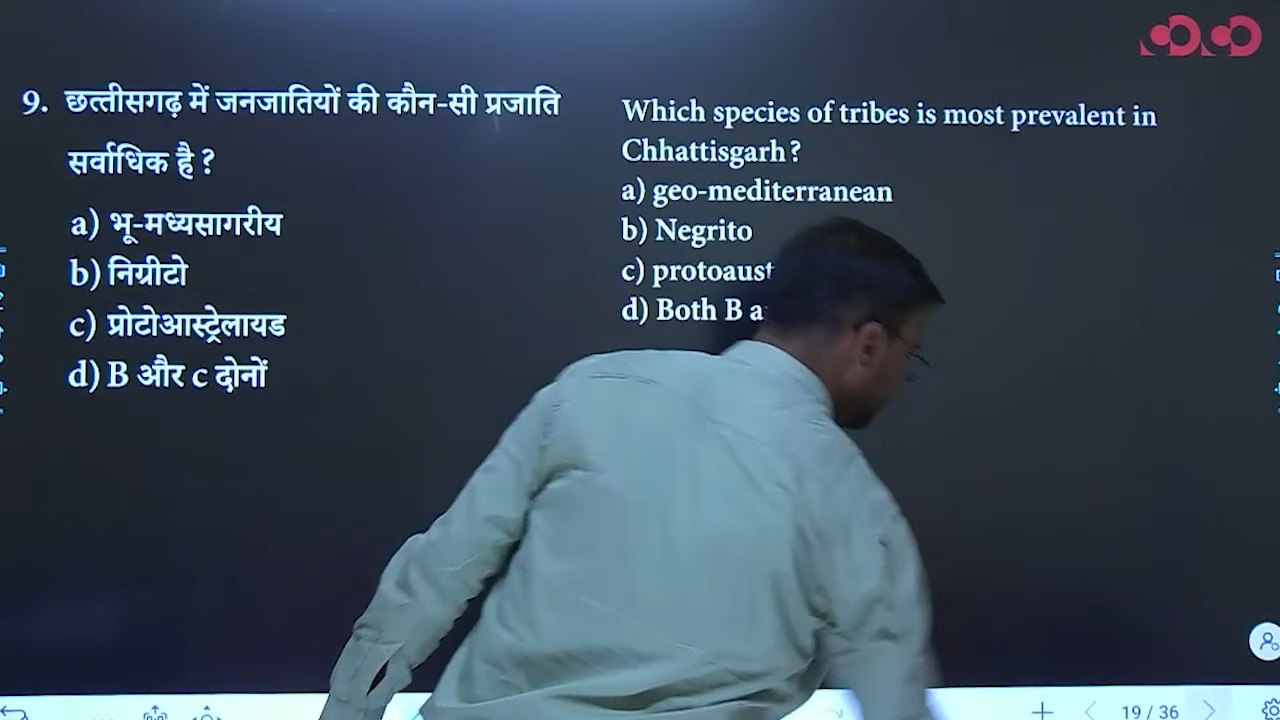 9. छत्तीसगढ़ में जनजातियों की कौन-सी प्रजाति
सर्वाधिक है ?
a) भू-मध्यसागरीय
b) निग्रीटो
c) प्रोटोआस्ट्रेलायड
d) B और c दोनों
Which species of tribes is most prevalent in
Chhattisgarh ?
a) geo-mediterranean
b) Negrito
c) protoaust
d) Both B a
19 / 36